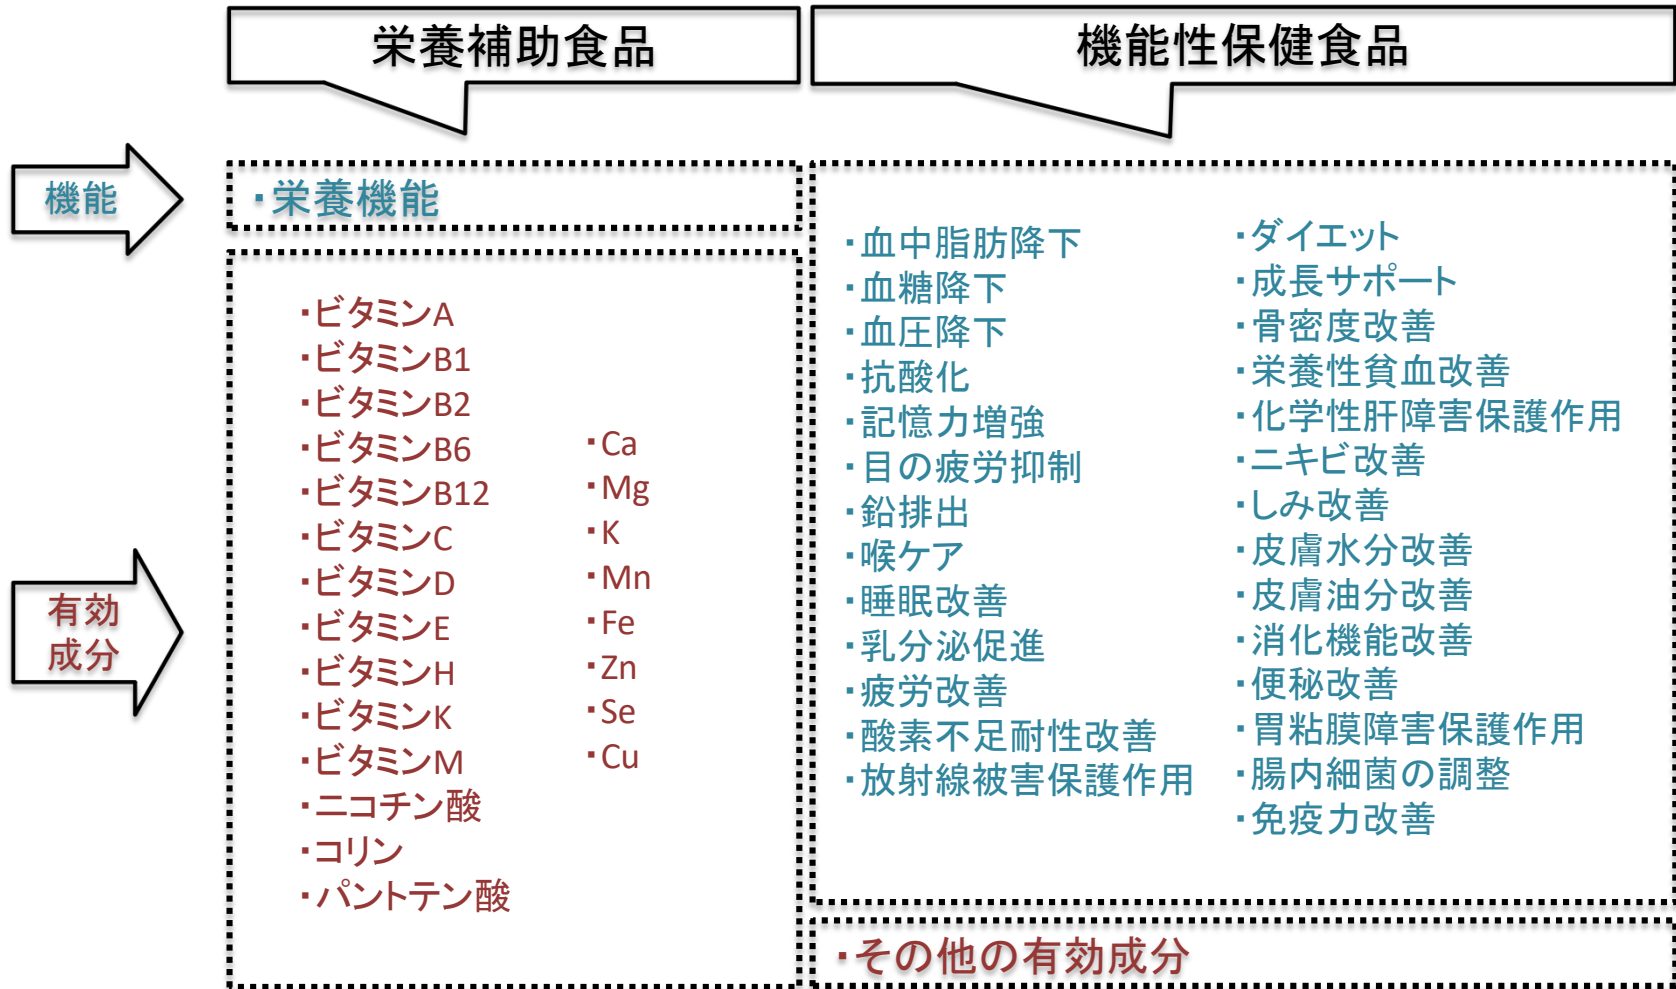 栄養補助食品
機能性保健食品
機能
・栄養機能
有効
成分
・ビタミンA
・ビタミンB1
・ビタミンB2
・ビタミンB6
・ビタミンB12
・ビタミンC
・ビタミンD
・ビタミンE
・ビタミンH
・ビタミンK
・ビタミンM
・ニコチン酸
・コリン
・パントテン酸
・Ca
・Mg
・K
・Mn
・Fe
・Zn
・Se
・Cu
・血中脂肪降下
・血糖降下
・血圧降下
・抗酸化
・記憶力増強
・目の疲労抑制
・鉛排出
・喉ケア
・睡眠改善
・乳分泌促進
・疲労改善
・酸素不足耐性改善
・放射線被害保護作用
・ダイエット
・成長サポート
・骨密度改善
・栄養性貧血改善
・化学性肝障害保護作用
・ニキビ改善
・しみ改善
・皮膚水分改善
・皮膚油分改善
・消化機能改善
・便秘改善
・胃粘膜障害保護作用
・腸内細菌の調整
・免疫力改善
・その他の有効成分